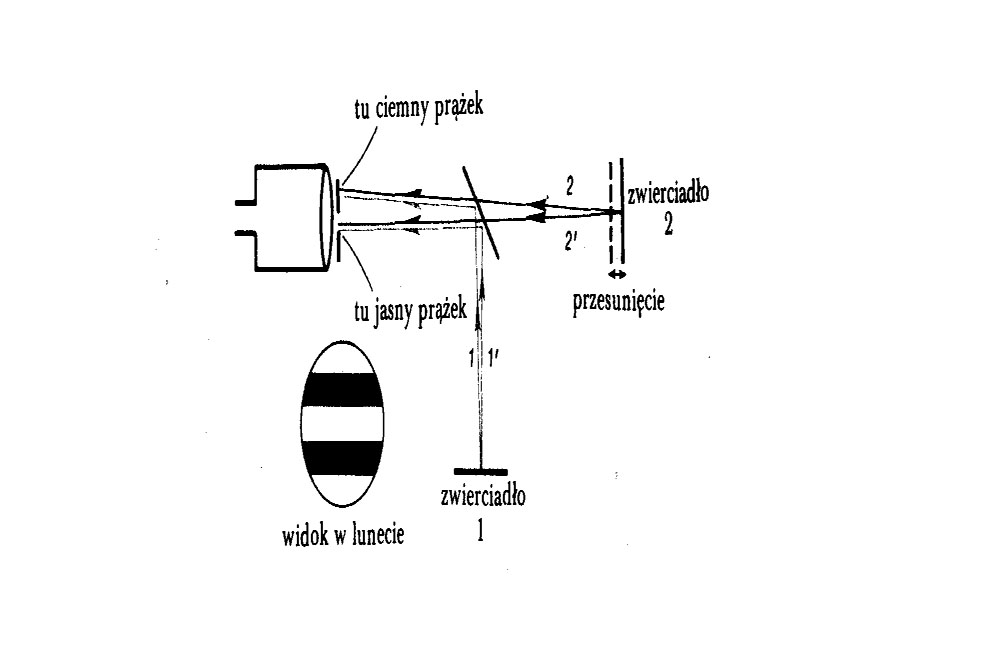 tu ciemny prążek
2
zwierciadło
2
2'
przesunięcie
tu jasny prążek
1
1'
zwierciadło
1
widok w lunecie